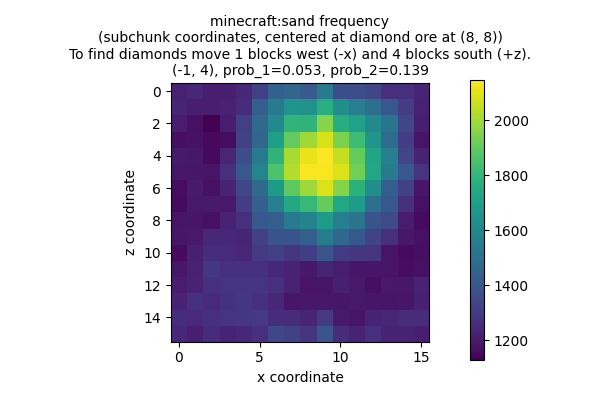 minecraft:sand frequency
(subchunk coordinates, centered at diamond ore at (8, 8))
To find diamonds move 1 blocks west (-x) and 4 blocks south (+z).
(-1, 4), prob_1=0.053, prob_2=0.139
0
2
4
6
8
10
12
14
z coordinate
0
5
10
15
x coordinate
2000
1800
1600
1400
1200